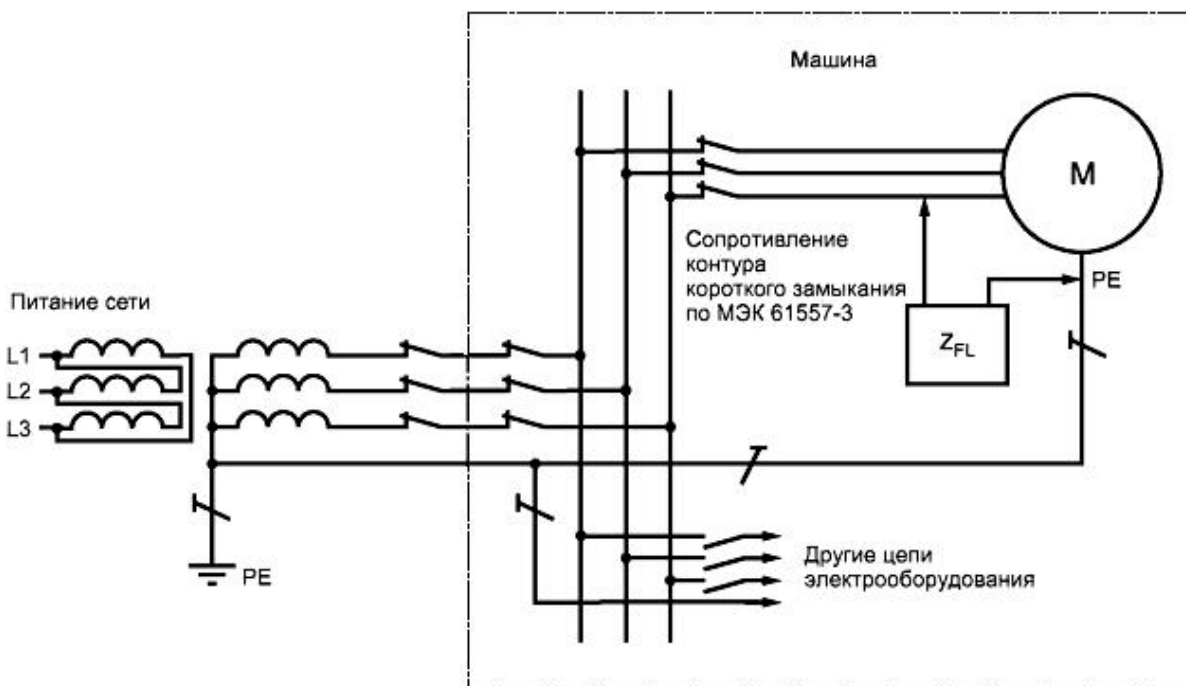 Машина
M
Сопротивление
контура
короткого замыкания
по МЭК 61557-3
PE
Z_FL
Питание сети
L1
L2
L3
PE
Другие цепи
электрооборудования